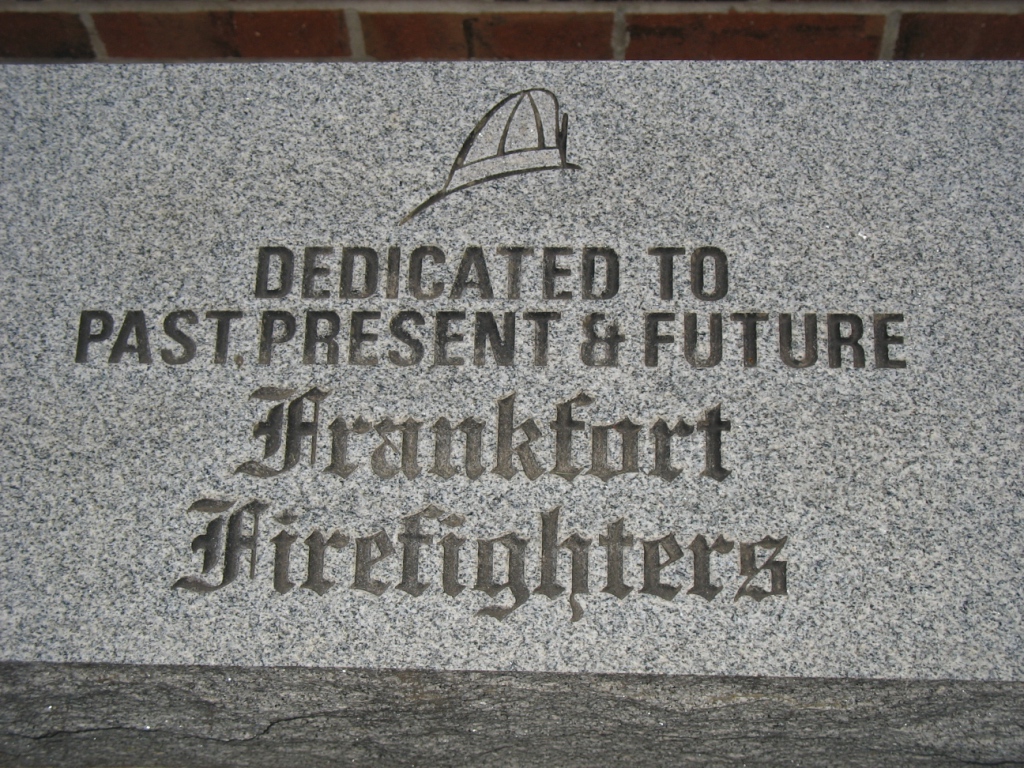 DEDICATED TO
PAST, PRESENT & FUTURE
Frankfort
Firefighters